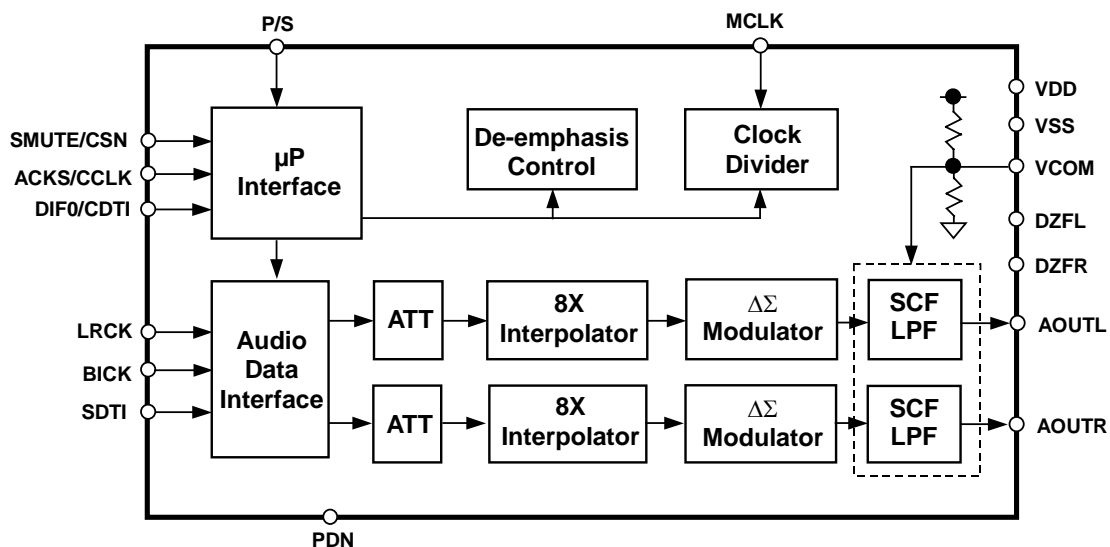 P/S
MCLK
VDD
VSS
VCOM
DZFL
DZFR
AOUTL
AOUTR
SMUTE/CSN
ACKS/CCLK
DIF0/CDTI
LRCK
BICK
SDTI
PDN
µP
Interface
De-emphasis
Control
Clock
Divider
Audio
Data
Interface
ATT
8X
Interpolator
ΔΣ
Modulator
SCF
LPF
ATT
8X
Interpolator
ΔΣ
Modulator
SCF
LPF